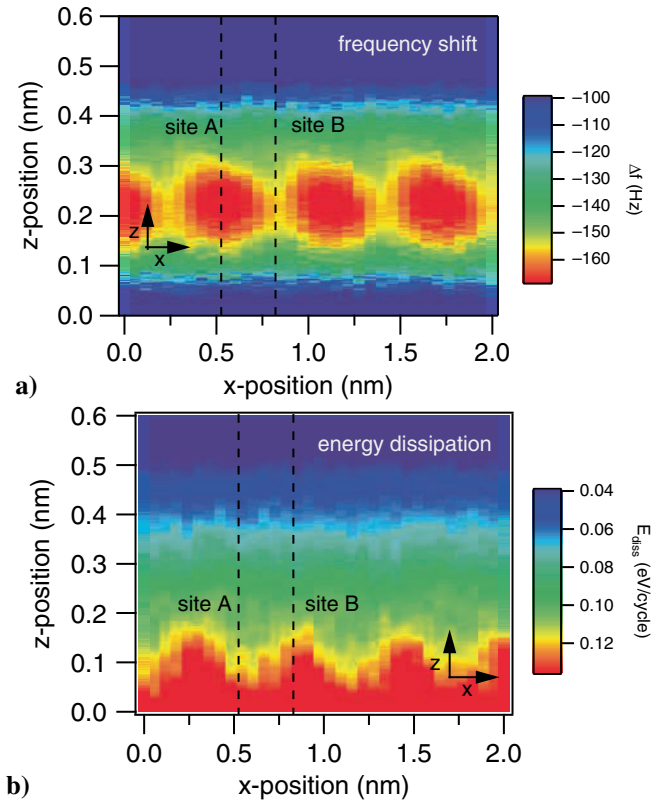 frequency shift
site A
site B
z
x
z-position (nm)
0.6
0.5
0.4
0.3
0.2
0.1
0.0
0.0
0.5
1.0
1.5
2.0
x-position (nm)
−100
−110
−120
−130
−140
−150
−160
Δf (Hz)
a)
energy dissipation
site A
site B
z
x
z-position (nm)
0.6
0.5
0.4
0.3
0.2
0.1
0.0
0.0
0.5
1.0
1.5
2.0
x-position (nm)
0.04
0.06
0.08
0.10
0.12
E_diss (eV/cycle)
b)